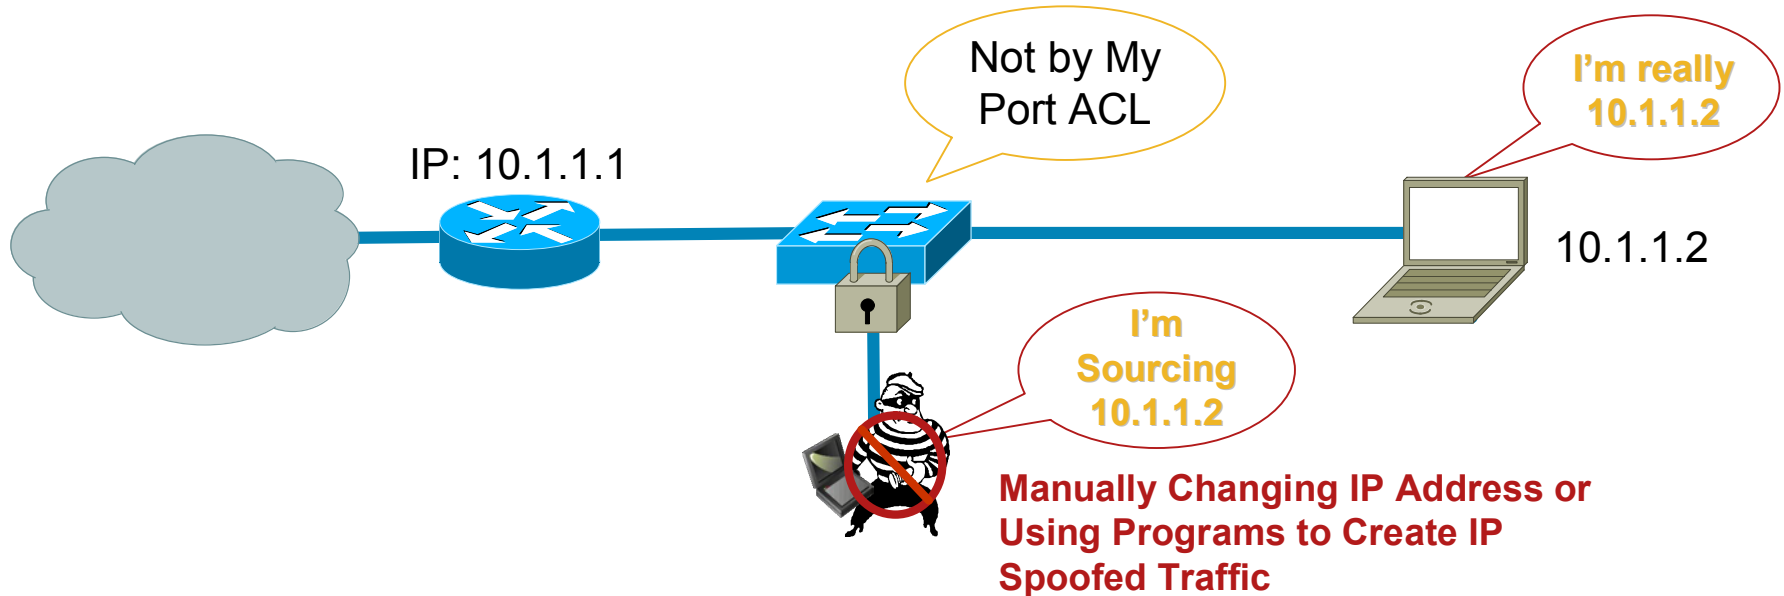 Not by My
Port ACL
I'm really
10.1.1.2
IP: 10.1.1.1
10.1.1.2
I'm
Sourcing
10.1.1.2
Manually Changing IP Address or
Using Programs to Create IP
Spoofed Traffic